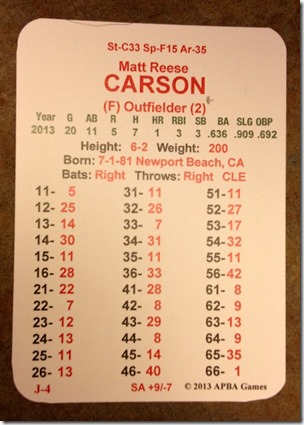 St-C33 Sp-F15 Ar-35
Matt Reese
CARSON
(F) Outfielder (2)
Year G AB R H HR RBI SB BA SLG OBP
2013 20 11 5 7 1 3 3 .636 .909 .692
Height: 6-2 Weight: 200
Born: 7-1-81 Newport Beach, CA
Bats: Right Throws: Right CLE
11- 5 31- 11 51- 11
12- 25 32- 26 52- 27
13- 14 33- 7 53- 17
14- 30 34- 31 54- 32
15- 11 35- 11 55- 11
16- 28 36- 33 56- 42
21- 22 41- 24 61- 8
22- 7 42- 8 62- 9
23- 12 43- 29 63- 13
24- 11 44- 8 64- 9
25- 11 45- 14 65- 35
26- 13 46- 40 66- 1
J-4 SA +9/-7 © 2013 APBA Games